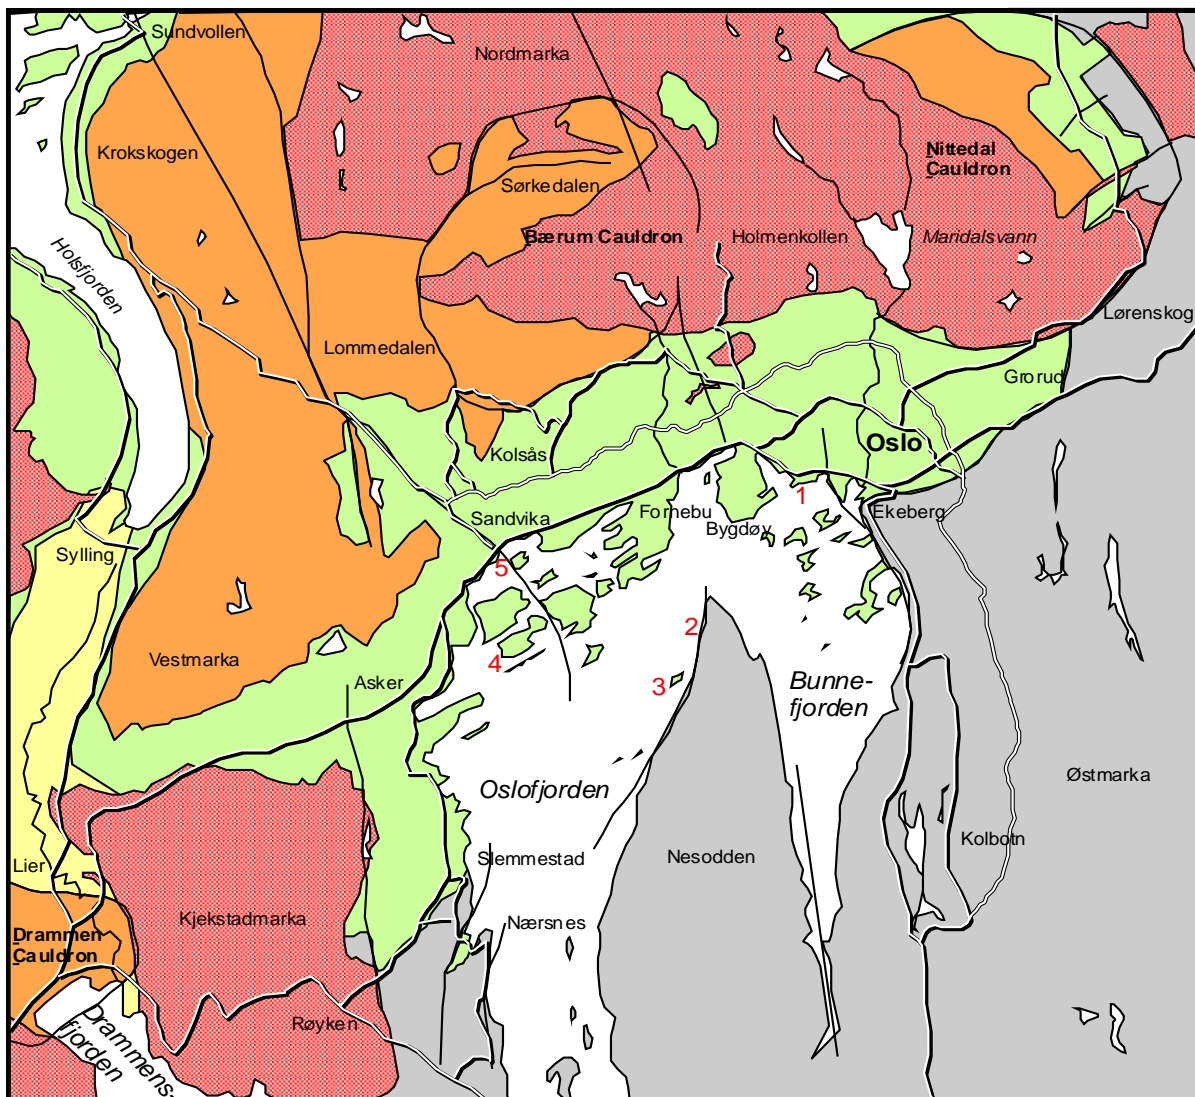 Sundvollen
Nordmarka
Krokskogen
Nittedal
Cauldron
Sørkedalen
Bærum Cauldron
Holmenkollen
Maridalsvann
Holsfjorden
Lørenskog
Lommedalen
Grorud
Oslo
Kolsås
1
Sandvika
Fornebu
Bygdøy
Ekeberg
Sylling
5
2
Vestmarka
4
Asker
3
Bunne-
fjorden
Oslofjorden
Østmarka
Kolbotn
Lier
Slemmestad
Nesodden
Kjekstadmarka
Nærsnes
Drammen
Cauldron
Røyken
Drammens-
fjorden